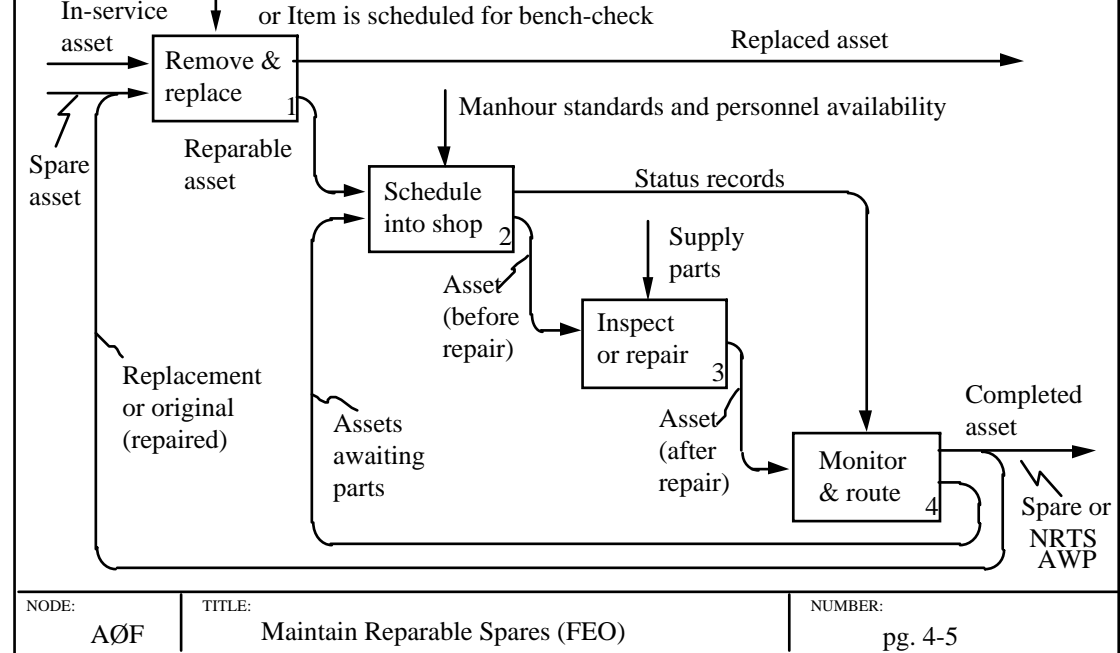 In-service
asset
or Item is scheduled for bench-check
Replaced asset
Remove &
replace
1
Manhour standards and personnel availability
Spare
asset
Reparable
asset
Schedule
into shop
2
Status records
Supply
parts
Asset
(before
repair)
Inspect
or repair
3
Replacement
or original
(repaired)
Assets
awaiting
parts
Asset
(after
repair)
Completed
asset
Monitor
& route
4
Spare or
NRTS
AWP
NODE:
AØF
TITLE:
Maintain Reparable Spares (FEO)
NUMBER:
pg. 4-5